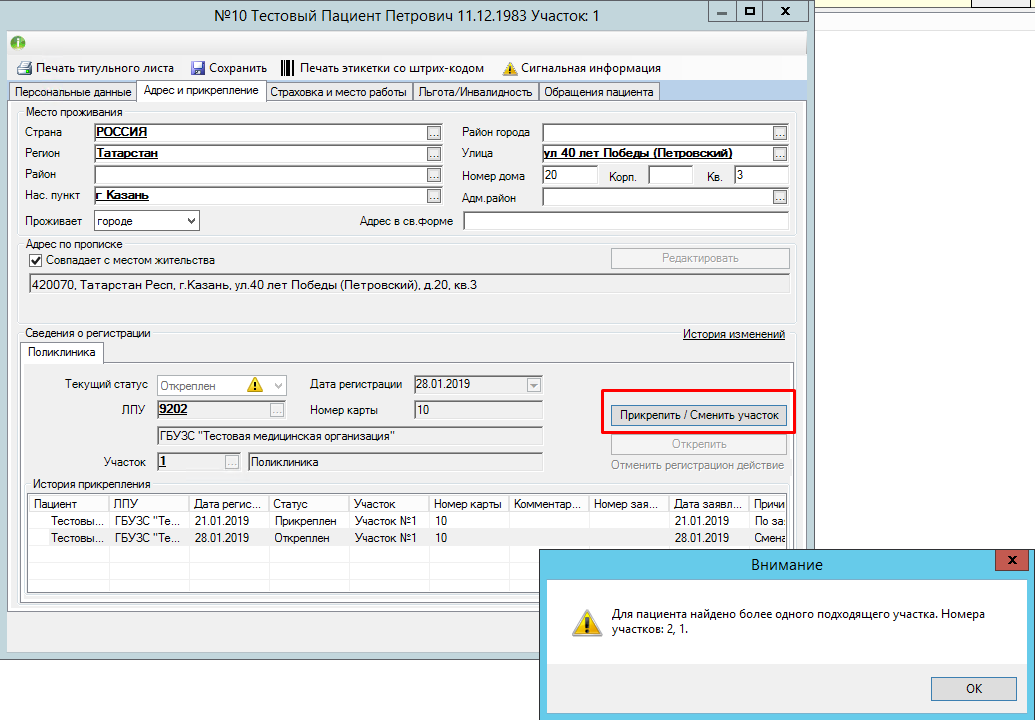 №10 Тестовый Пациент Петрович 11.12.1983 Участок: 1
Печать титульного листа Сохранить Печать этикетки со штрих-кодом Сигнальная информация
Персональные данные Адрес и прикрепление Страховка и место работы Льгота/Инвалидность Обращения пациента
Место проживания
Страна РОССИЯ ... Район города ...
Регион Татарстан ... Улица ул 40 лет Победы (Петровский) ...
Район ... Номер дома 20 Корп. Кв. 3
Нас. пункт г Казань ... Адм.район ...
Проживает городе Адрес в св.форме
Адрес по прописке
Совпадает с местом жительства Редактировать
420070, Татарстан Респ, г.Казань, ул.40 лет Победы (Петровский), д.20, кв.3
Сведения о регистрации История изменений
Поликлиника
Текущий статус Откреплен Дата регистрации 28.01.2019
ЛПУ 9202 ... Номер карты 10 Прикрепить / Сменить участок
ГБУЗС "Тестовая медицинская организация" Открепить
Участок 1 ... Поликлиника Отменить регистрацион действие
История прикрепления
Пациент ЛПУ Дата регис... Статус Участок Номер карты Комментар... Номер зая... Дата заявл... Причи
Тестовы... ГБУЗС "Те... 21.01.2019 Прикреплен Участок №1 10 21.01.2019 По за
Тестовы... ГБУЗС "Те... 28.01.2019 Откреплен Участок №1 10 28.01.2019 Смена
Внимание
Для пациента найдено более одного подходящего участка. Номера
участков: 2, 1.
OK